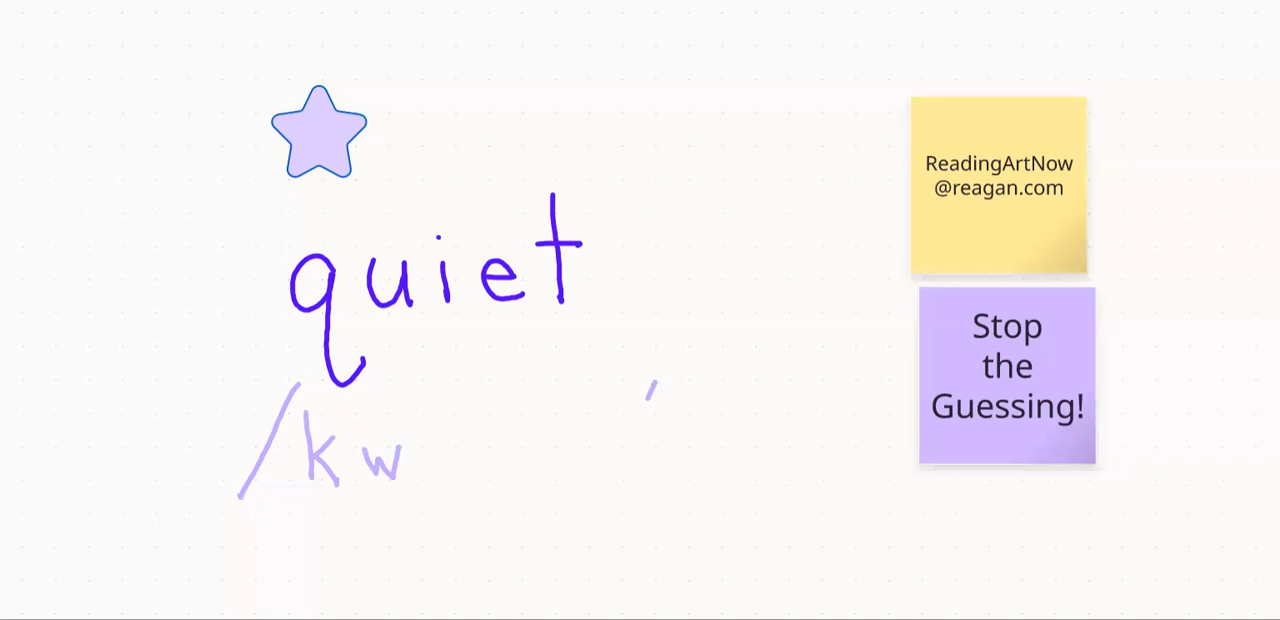 quiet
/kw
ReadingArtNow
@reagan.com
Stop
the
Guessing!